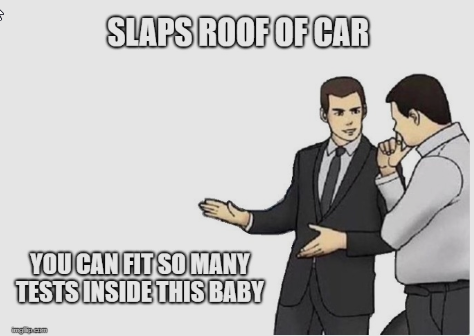 SLAPS ROOF OF CAR
YOU CAN FIT SO MANY
TESTS INSIDE THIS BABY
imgflip.com